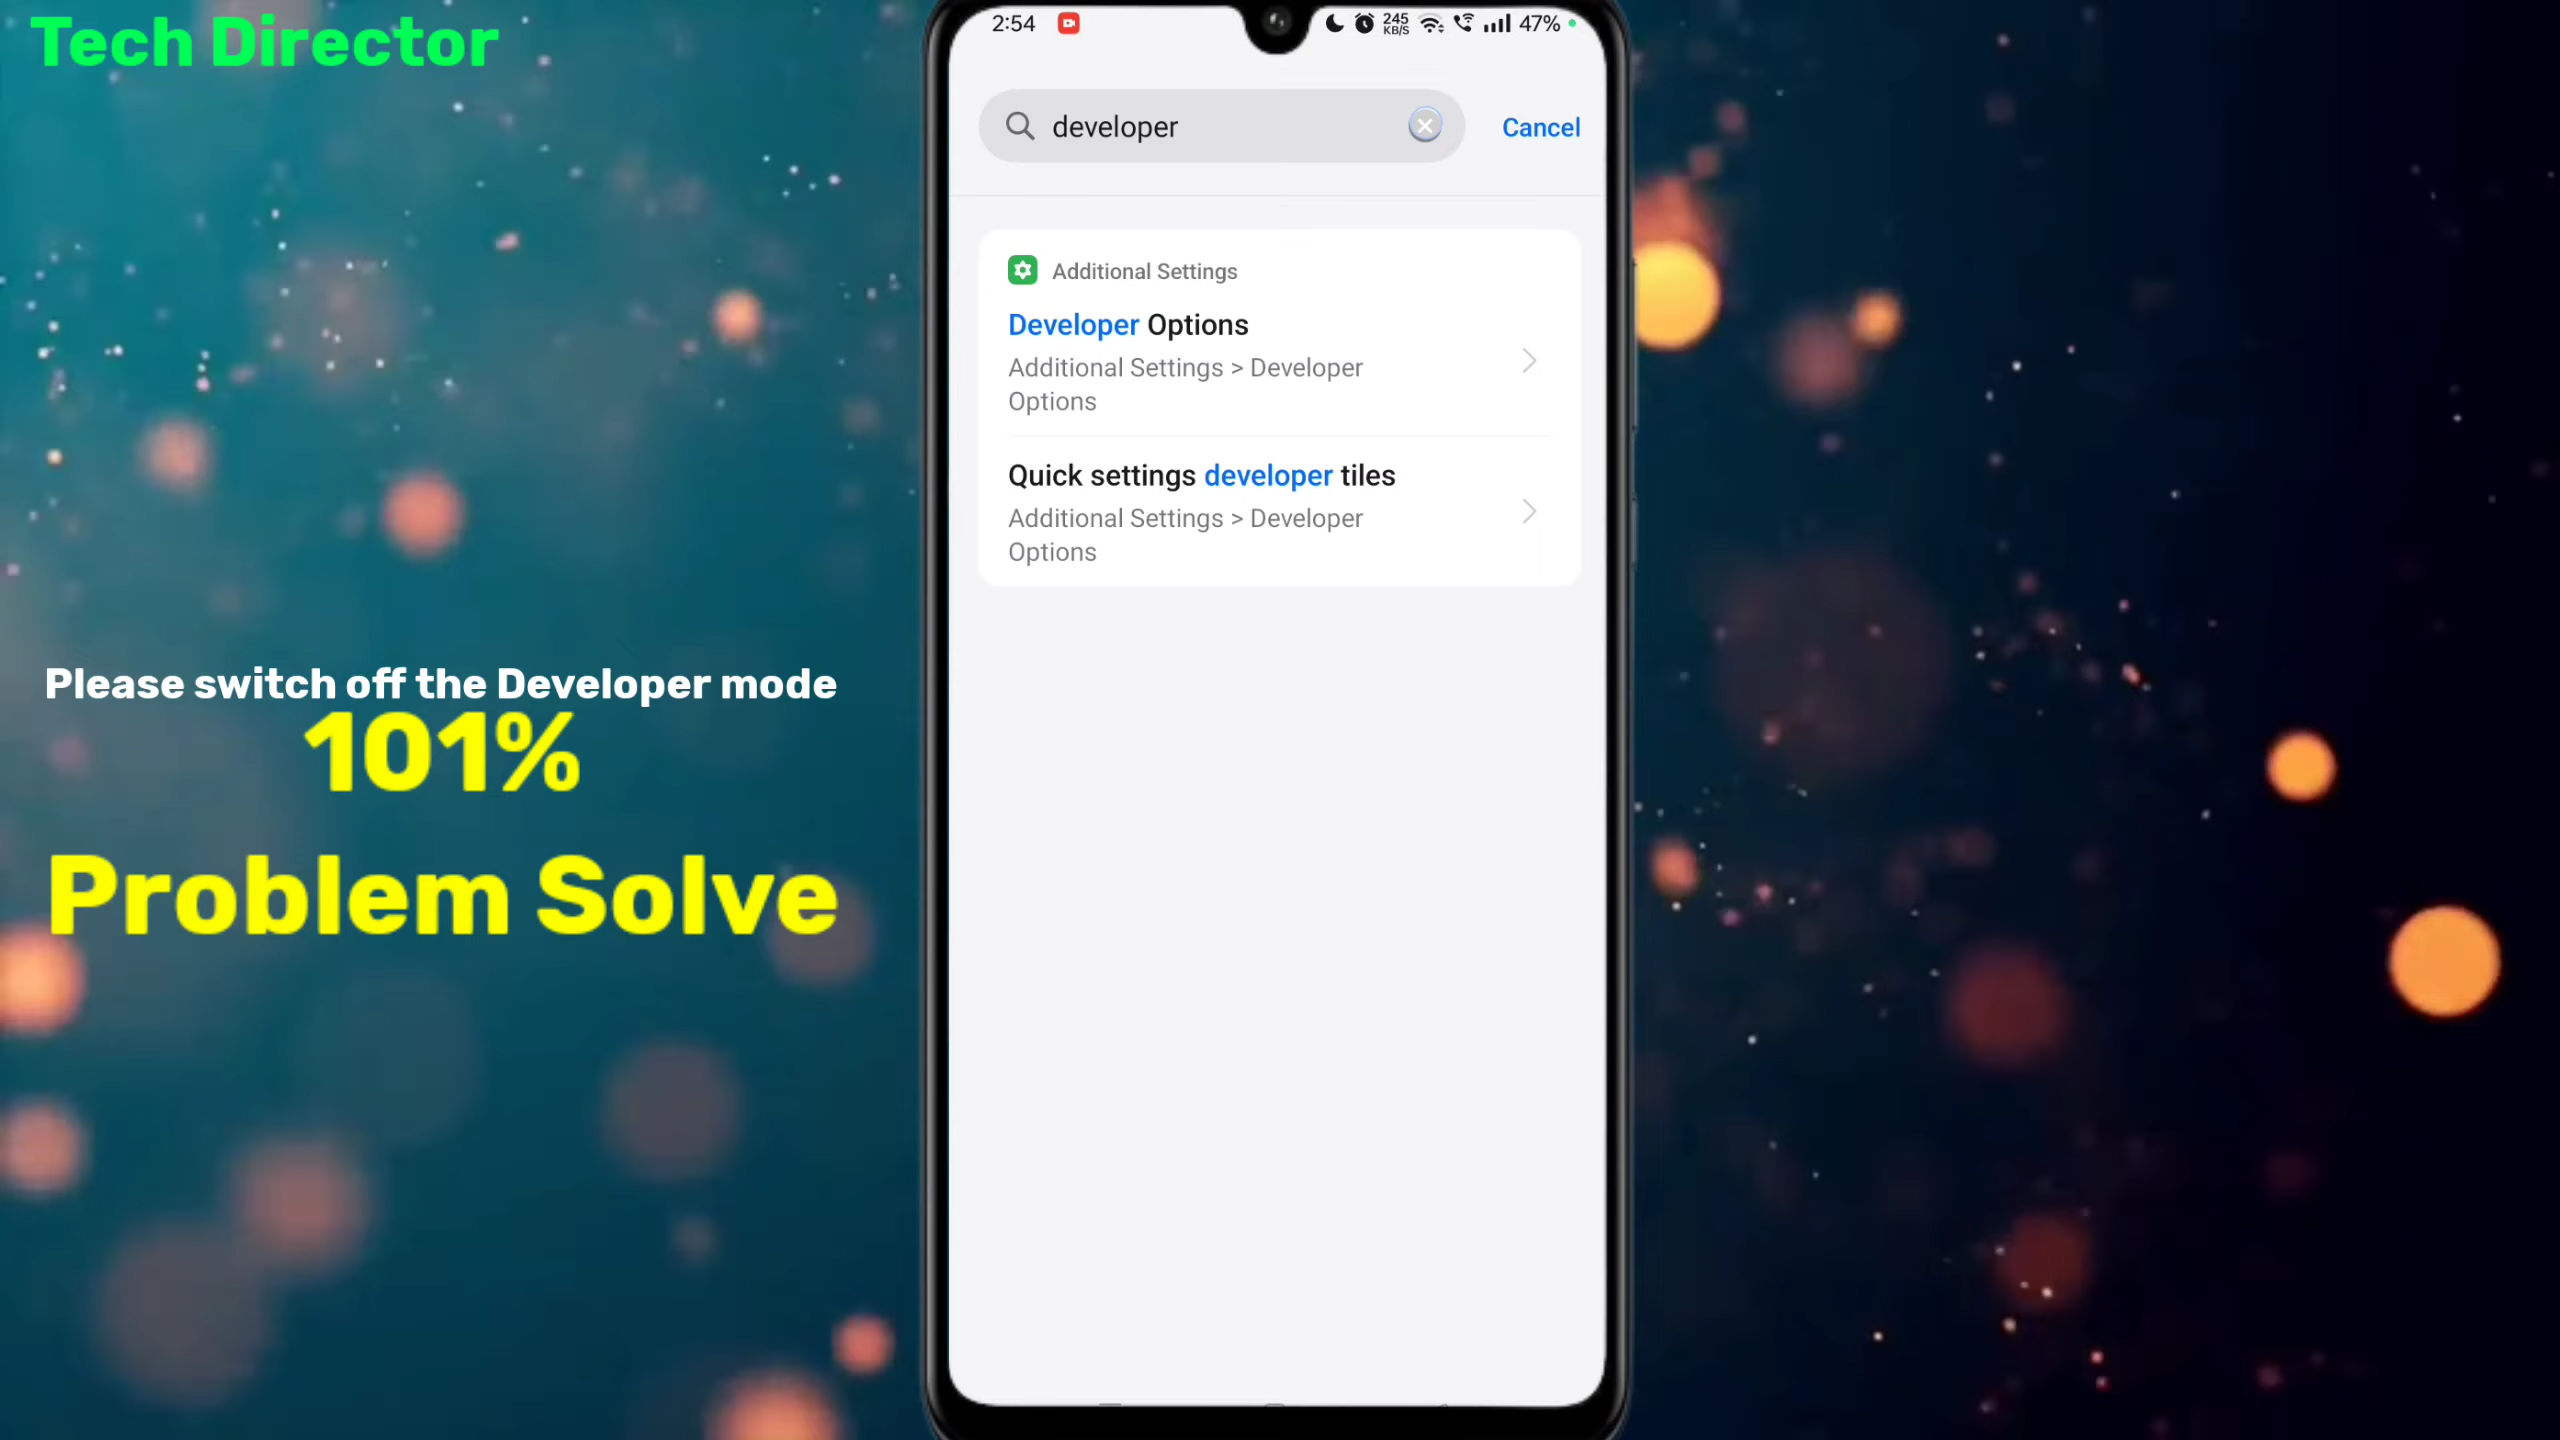 Tech Director
Please switch off the Developer mode
101%
Problem Solve
2:54
245
KB/S
47%
developer
Cancel
Additional Settings
Developer Options
Additional Settings > Developer
Options
Quick settings developer tiles
Additional Settings > Developer
Options